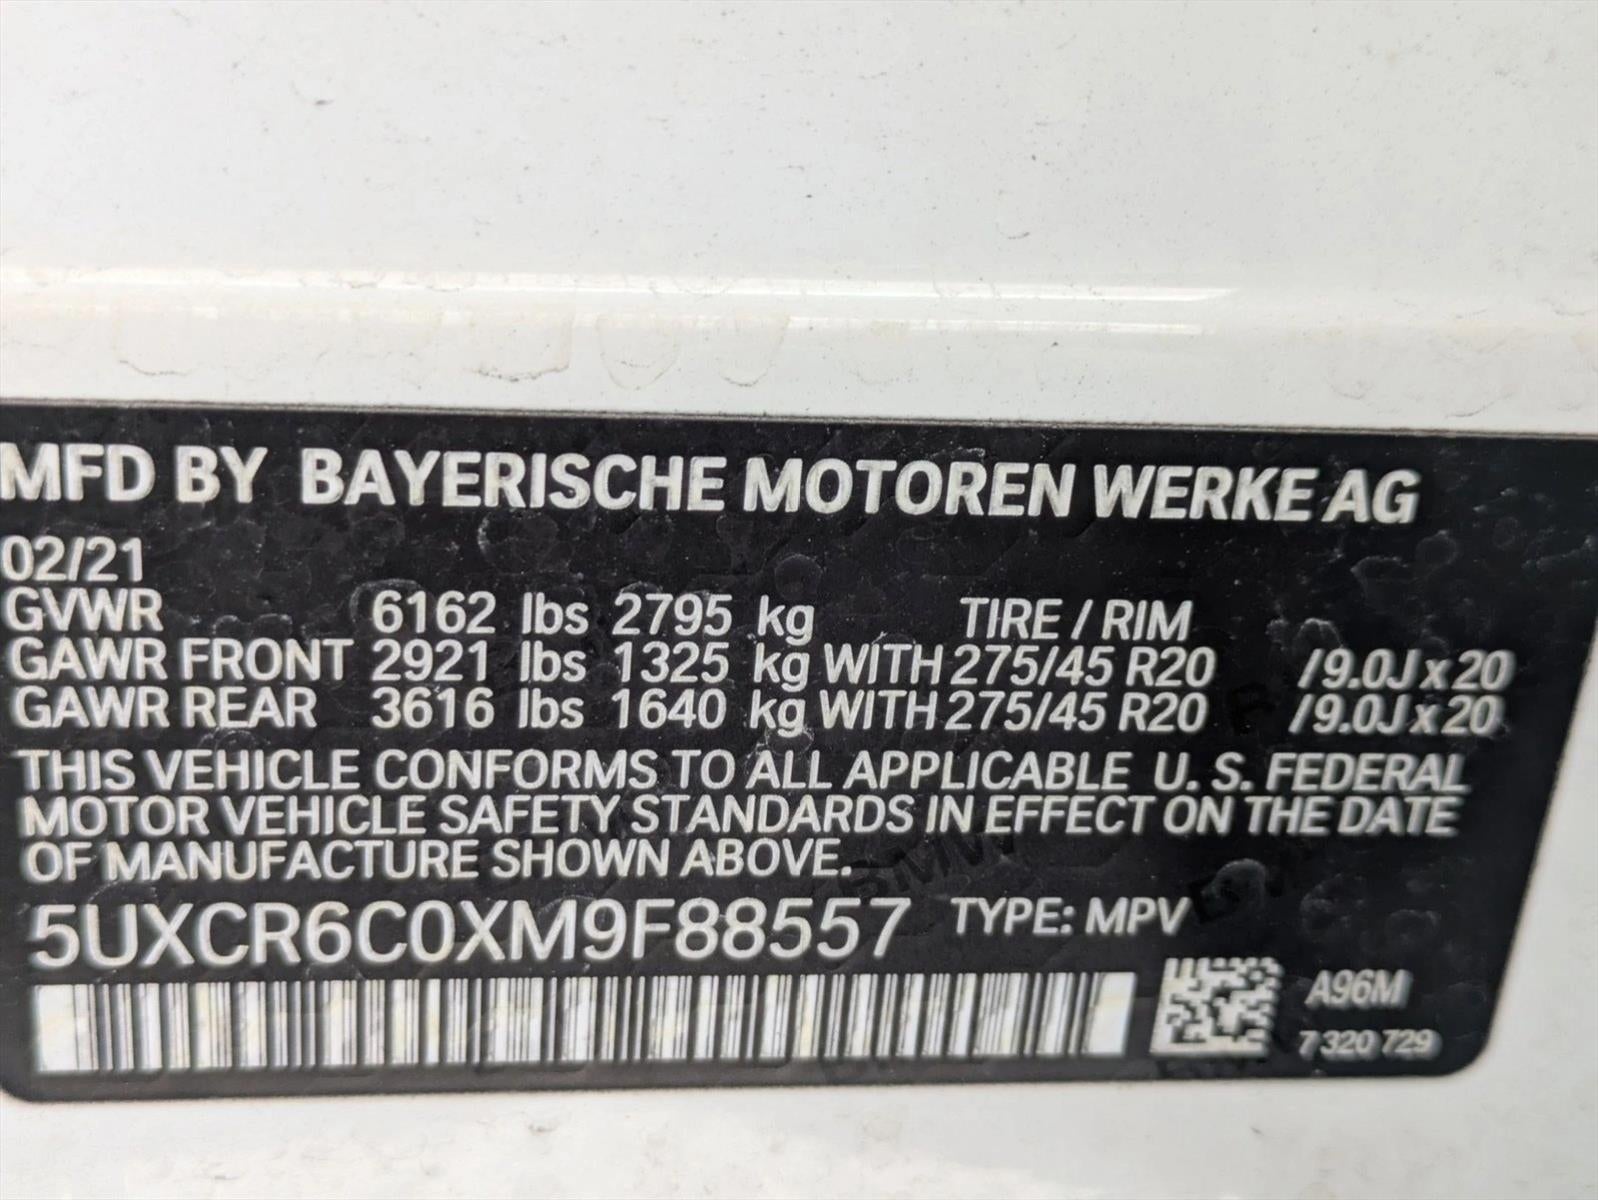 MFD BY BAYERISCHE MOTOREN WERKE AG
02/21
GVWR 6162 lbs 2795 kg TIRE / RIM
GAWR FRONT 2921 lbs 1325 kg WITH 275/45 R20 /9.0J x 20
GAWR REAR 3616 lbs 1640 kg WITH 275/45 R20 /9.0J x 20
THIS VEHICLE CONFORMS TO ALL APPLICABLE U. S. FEDERAL
MOTOR VEHICLE SAFETY STANDARDS IN EFFECT ON THE DATE
OF MANUFACTURE SHOWN ABOVE.
5UXCR6C0XM9F88557 TYPE: MPV
A96M
7 320 729
BMW